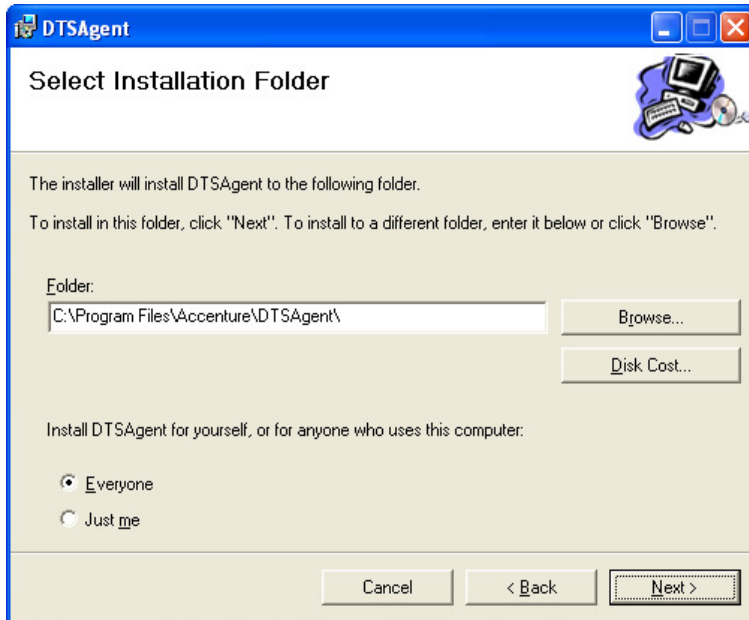 DTSAgent
Select Installation Folder
The installer will install DTSAgent to the following folder.
To install in this folder, click "Next". To install to a different folder, enter it below or click "Browse".
Folder:
C:\Program Files\Accenture\DTSAgent\
Browse...
Disk Cost...
Install DTSAgent for yourself, or for anyone who uses this computer:
Everyone
Just me
Cancel
< Back
Next >